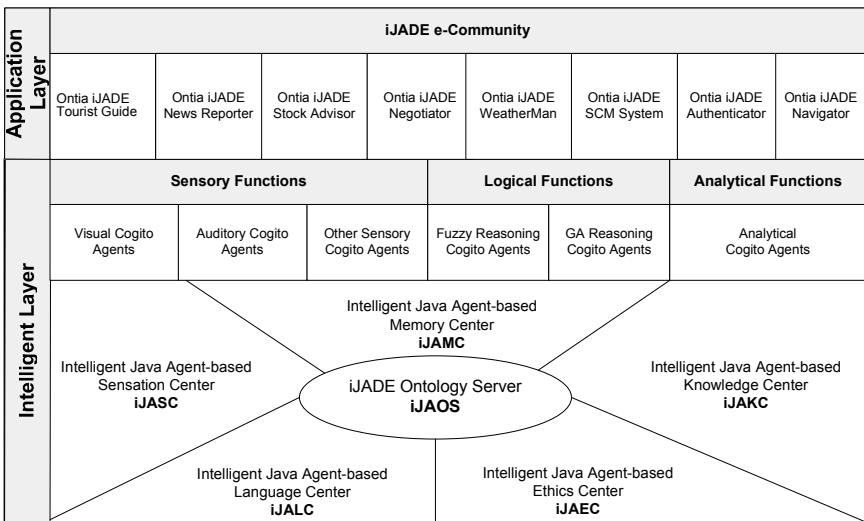 Application
Layer
iJADE e-Community
Ontia iJADE
Tourist Guide
Ontia iJADE
News Reporter
Ontia iJADE
Stock Advisor
Ontia iJADE
Negotiator
Ontia iJADE
WeatherMan
Ontia iJADE
SCM System
Ontia iJADE
Authenticator
Ontia iJADE
Navigator
Intelligent Layer
Sensory Functions
Logical Functions
Analytical Functions
Visual Cogito
Agents
Auditory Cogito
Agents
Other Sensory
Cogito Agents
Fuzzy Reasoning
Cogito Agents
GA Reasoning
Cogito Agents
Analytical
Cogito Agents
Intelligent Java Agent-based
Memory Center
iJAMC
Intelligent Java Agent-based
Sensation Center
iJASC
iJADE Ontology Server
iJAOS
Intelligent Java Agent-based
Knowledge Center
iJAKC
Intelligent Java Agent-based
Language Center
iJALC
Intelligent Java Agent-based
Ethics Center
iJAEC